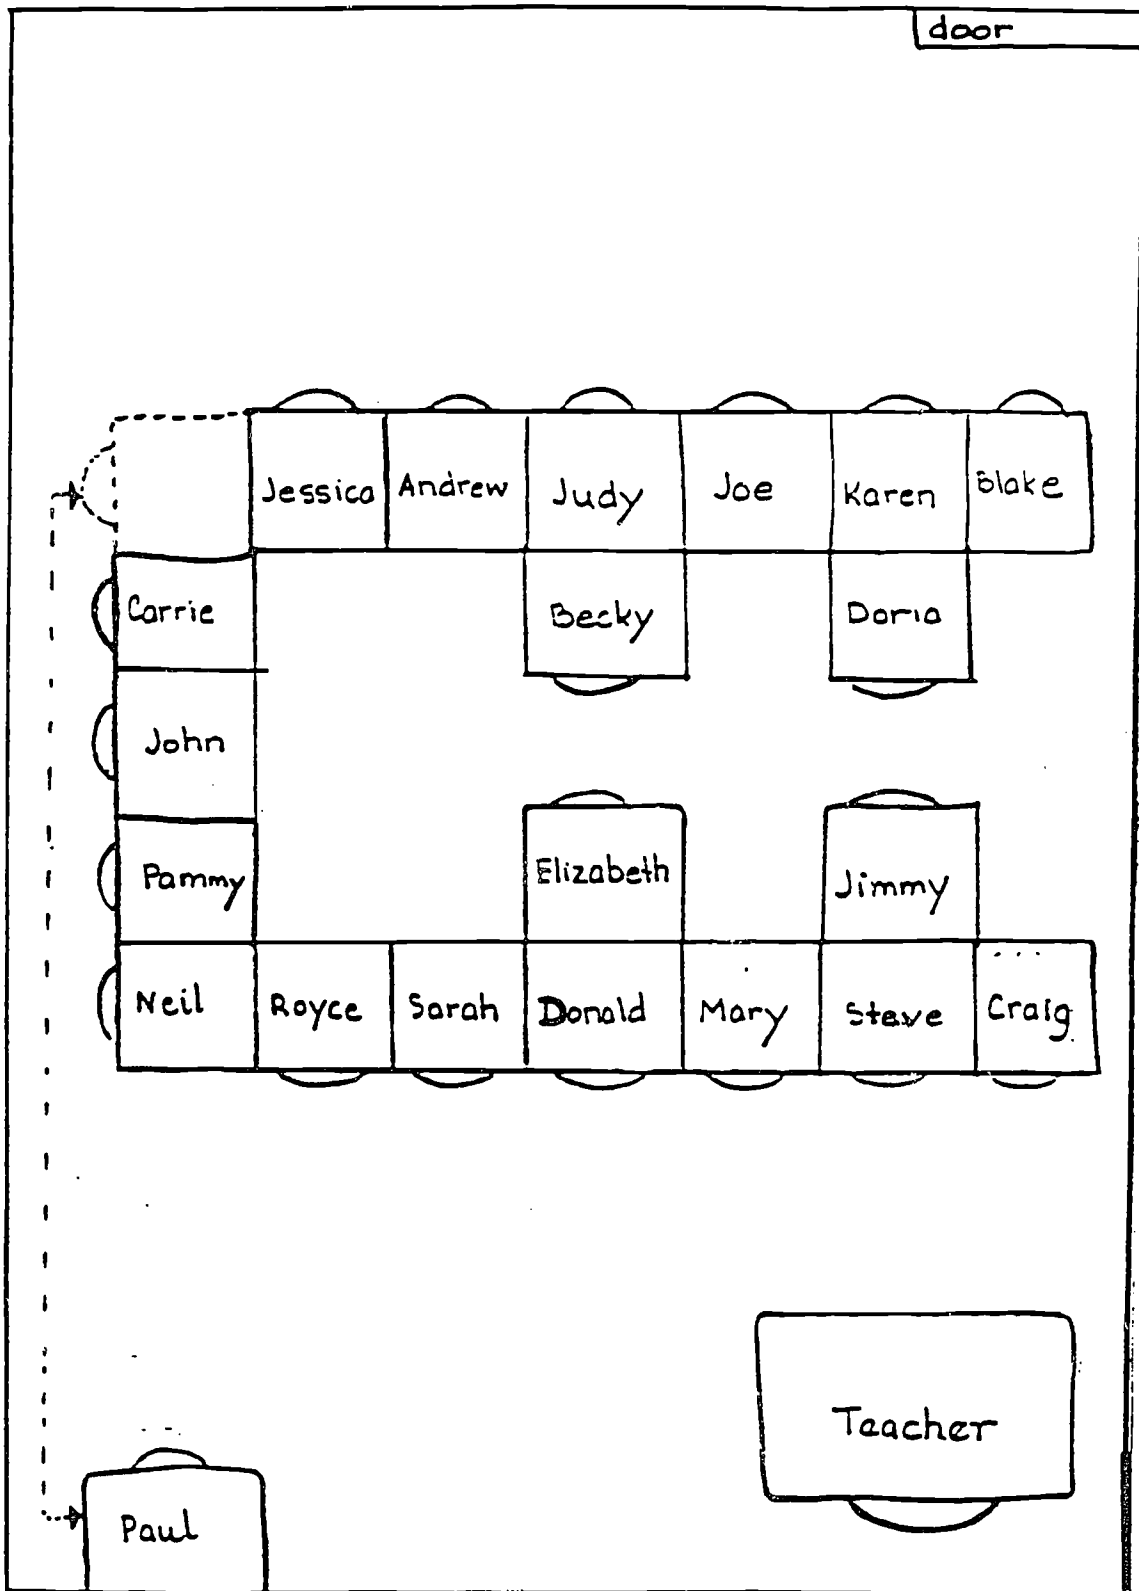 door
Jessica Andrew Judy Joe Karen Blake
Carrie Becky Doria
John
Pammy Elizabeth Jimmy
Neil Royce Sarah Donald Mary Steve Craig
Teacher
Paul